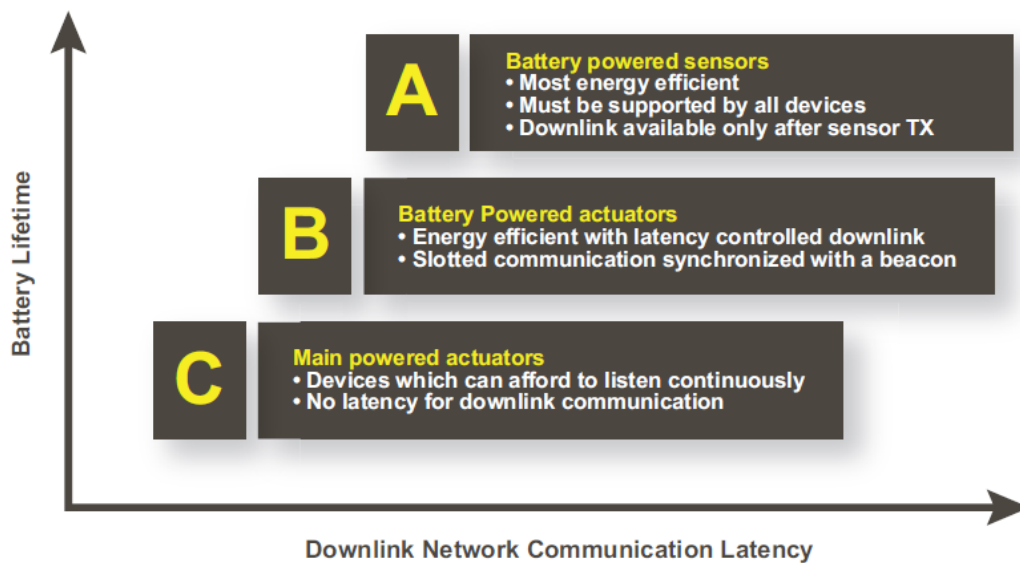 A
Battery powered sensors
• Most energy efficient
• Must be supported by all devices
• Downlink available only after sensor TX
B
Battery Powered actuators
• Energy efficient with latency controlled downlink
• Slotted communication synchronized with a beacon
C
Main powered actuators
• Devices which can afford to listen continuously
• No latency for downlink communication
Battery Lifetime
Downlink Network Communication Latency